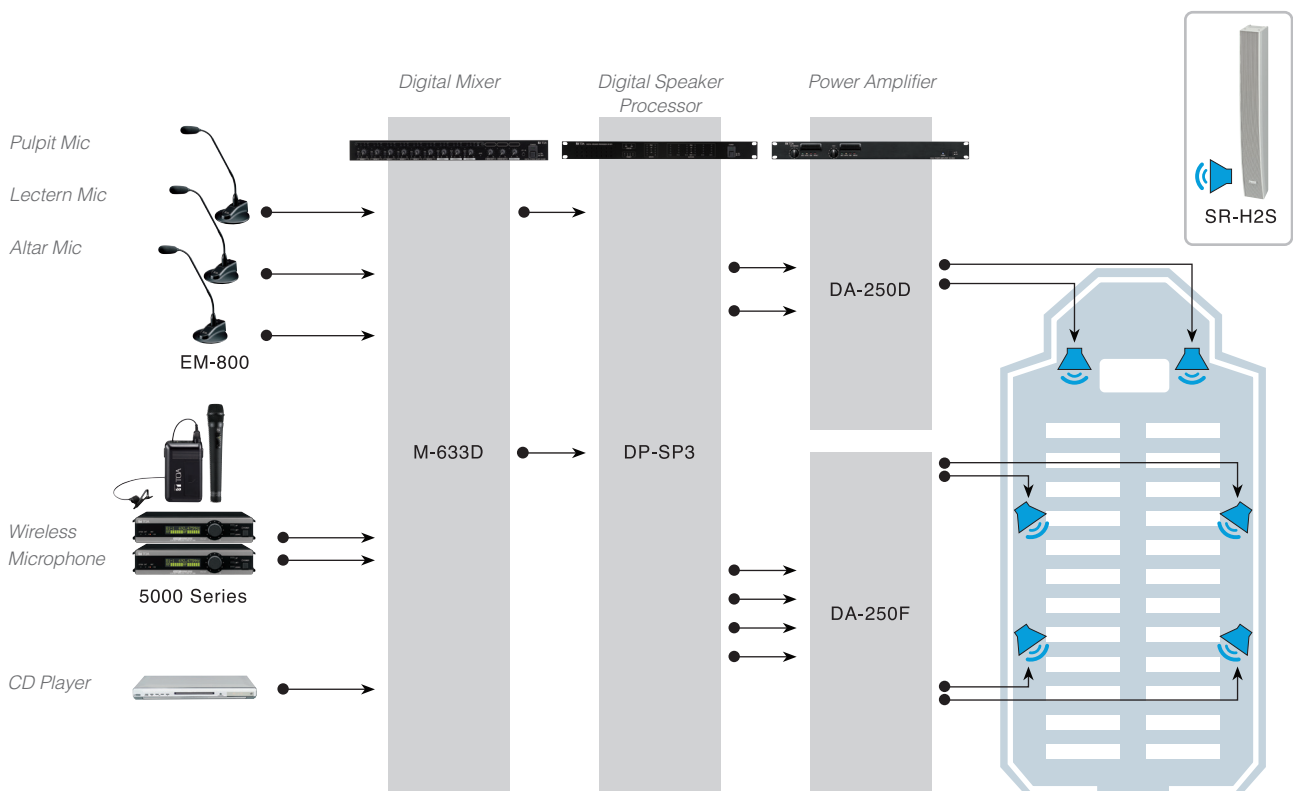 Digital Mixer
Digital Speaker
Processor
Power Amplifier
Pulpit Mic
Lectern Mic
Altar Mic
EM-800
SR-H2S
DA-250D
M-633D
DP-SP3
TOA
Wireless
Microphone
5000 Series
DA-250F
CD Player